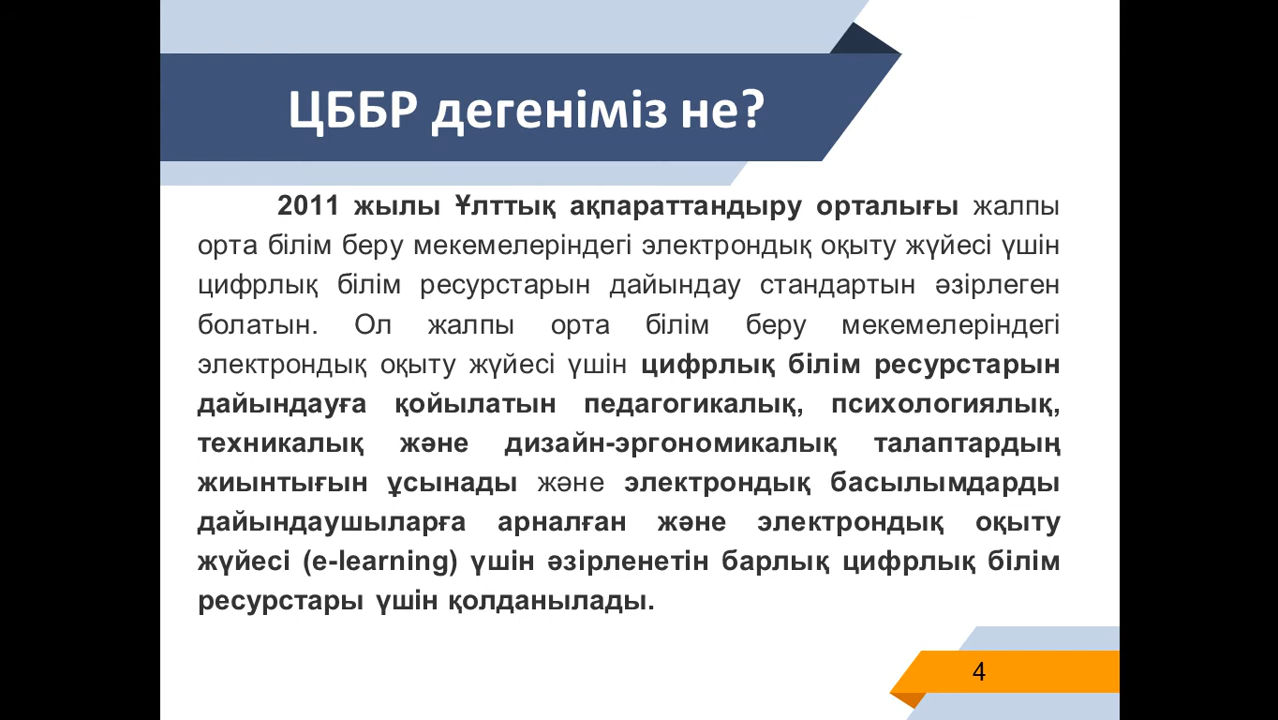 ЦББР дегеніміз не?
2011 жылы Ұлттық ақпараттандыру орталығы жалпы
орта білім беру мекемелеріндегі электрондық оқыту жүйесі үшін
цифрлық білім ресурстарын дайындау стандартын әзірлеген
болатын. Ол жалпы орта білім беру мекемелеріндегі
электрондық оқыту жүйесі үшін цифрлық білім ресурстарын
дайындауға қойылатын педагогикалық, психологиялық,
техникалық және дизайн-эргономикалық талаптардың
жиынтығын ұсынады және электрондық басылымдарды
дайындаушыларға арналған және электрондық оқыту
жүйесі (e-learning) үшін әзірленетін барлық цифрлық білім
ресурстары үшін қолданылады.
4